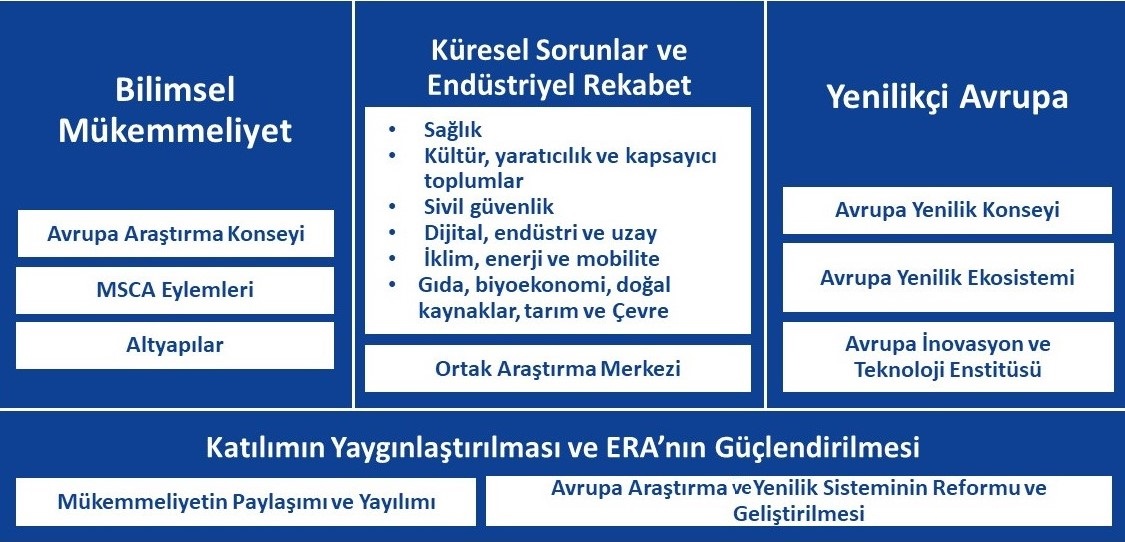 Bilimsel
Mükemmeliyet
Avrupa Araştırma Konseyi
MSCA Eylemleri
Altyapılar
Küresel Sorunlar ve
Endüstriyel Rekabet
• Sağlık
• Kültür, yaratıcılık ve kapsayıcı
toplumlar
• Sivil güvenlik
• Dijital, endüstri ve uzay
• İklim, enerji ve mobilite
• Gıda, biyoekonomi, doğal
kaynaklar, tarım ve Çevre
Ortak Araştırma Merkezi
Yenilikçi Avrupa
Avrupa Yenilik Konseyi
Avrupa Yenilik Ekosistemi
Avrupa İnovasyon ve
Teknoloji Enstitüsü
Katılımın Yaygınlaştırılması ve ERA’nın Güçlendirilmesi
Mükemmeliyetin Paylaşımı ve Yayılımı
Avrupa Araştırma ve Yenilik Sisteminin Reformu ve
Geliştirilmesi